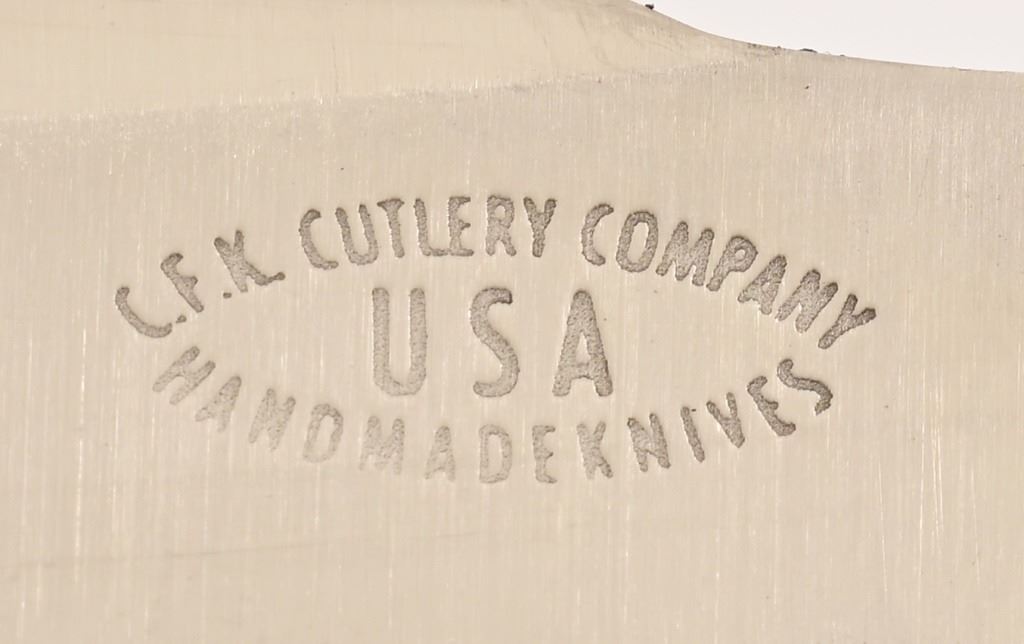 C.F.K. CUTLERY COMPANY
USA
HANDMADEKNIVES